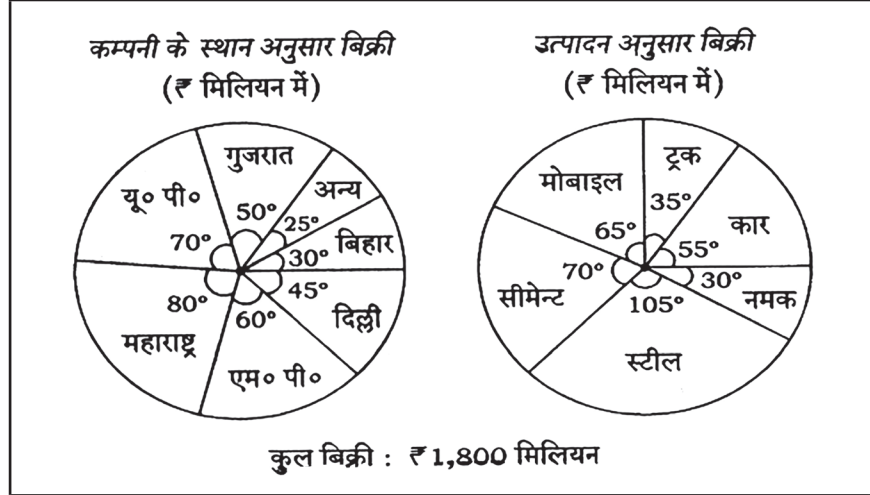 कम्पनी के स्थान अनुसार बिक्री
(₹ मिलियन में)
गुजरात
अन्य
यू० पी०
50°
25°
बिहार
70°
30°
45°
80°
60°
दिल्ली
महाराष्ट्र
एम० पी०
उत्पादन अनुसार बिक्री
(₹ मिलियन में)
ट्रक
मोबाइल
35°
कार
65°
55°
70°
30°
सीमेन्ट
105°
नमक
स्टील
कुल बिक्री : ₹ 1,800 मिलियन